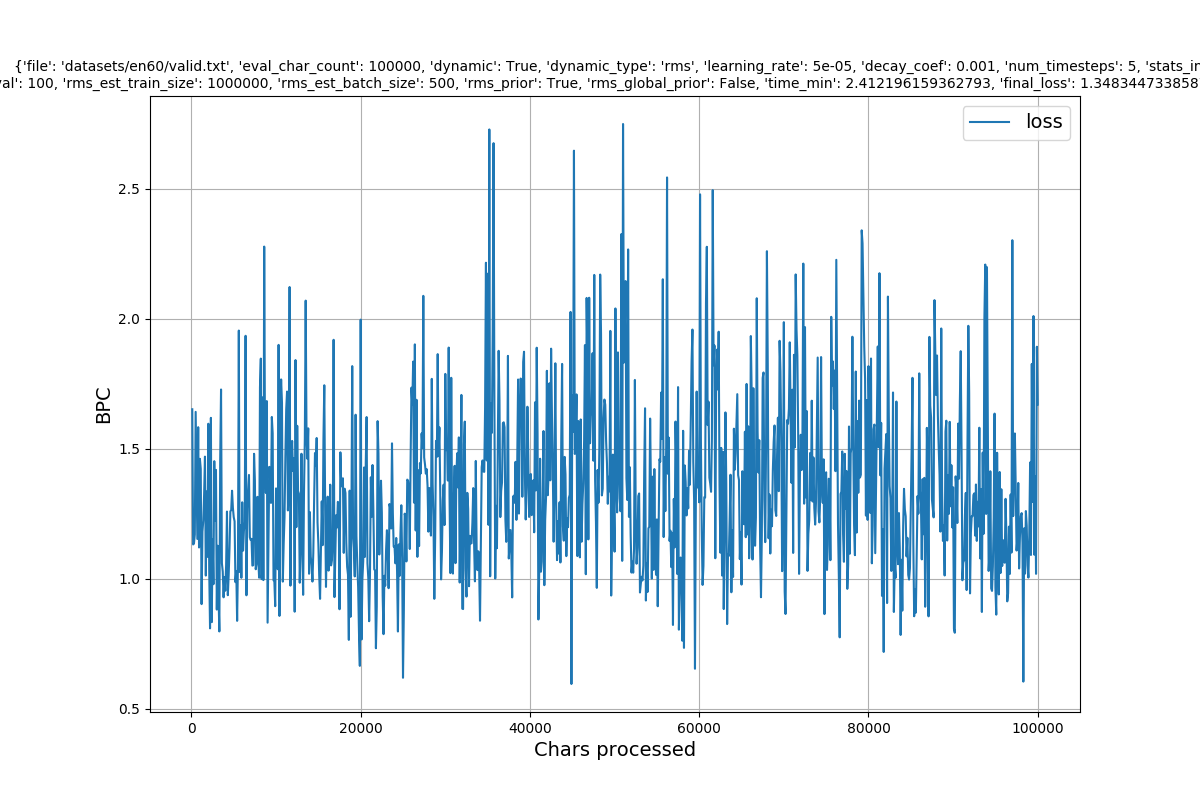 {'file': 'datasets/en60/valid.txt', 'eval_char_count': 100000, 'dynamic': True, 'dynamic_type': 'rms', 'learning_rate': 5e-05, 'decay_coef': 0.001, 'num_timesteps': 5,
100, 'rms_est_train_size': 1000000, 'rms_est_batch_size': 500, 'rms_prior': True, 'rms_global_prior': False, 'time_min': 2.412196159362793, 'final_loss': 1.348344733858
loss
2.5
2.0
1.5
1.0
0.5
BPC
0 20000 40000 60000 80000 100000
Chars processed